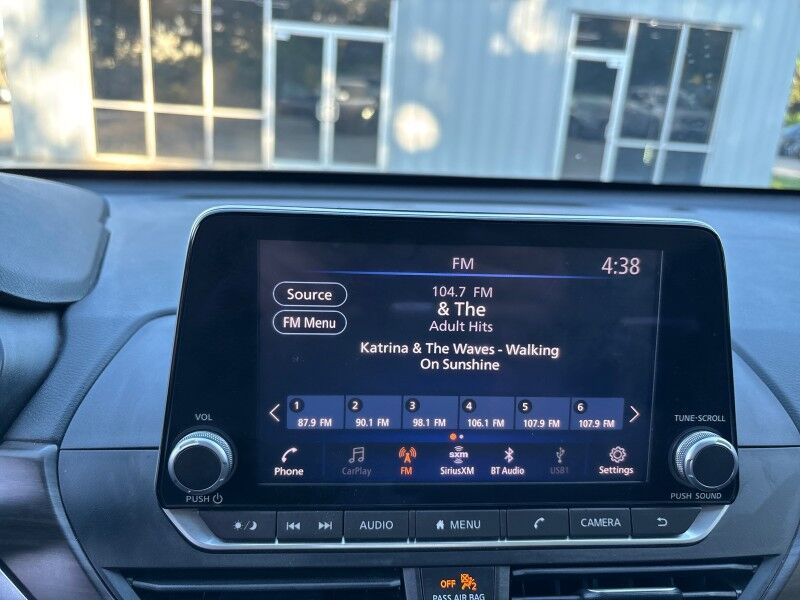 FM
4:38
Source
FM Menu
104.7 FM
& The
Adult Hits
Katrina & The Waves - Walking
On Sunshine
1 2 3 4 5 6
87.9 FM 90.1 FM 98.1 FM 106.1 FM 107.9 FM 107.9 FM
Phone
CarPlay
FM
sxm
SiriusXM
BT Audio
USB1
Settings
VOL
PUSH
TUNE·SCROLL
PUSH SOUND
AUDIO
MENU
CAMERA
OFF 2
PASS AIR BAG